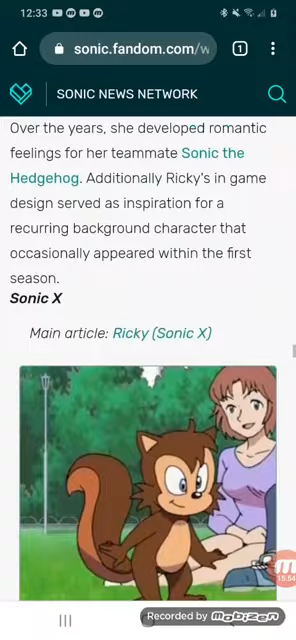 12:33
sonic.fandom.com/w
1
SONIC NEWS NETWORK
Over the years, she developed romantic
feelings for her teammate Sonic the
Hedgehog. Additionally Ricky's in game
design served as inspiration for a
recurring background character that
occasionally appeared within the first
season.
Sonic X
Main article: Ricky (Sonic X)
15:54
Recorded by Mobizen